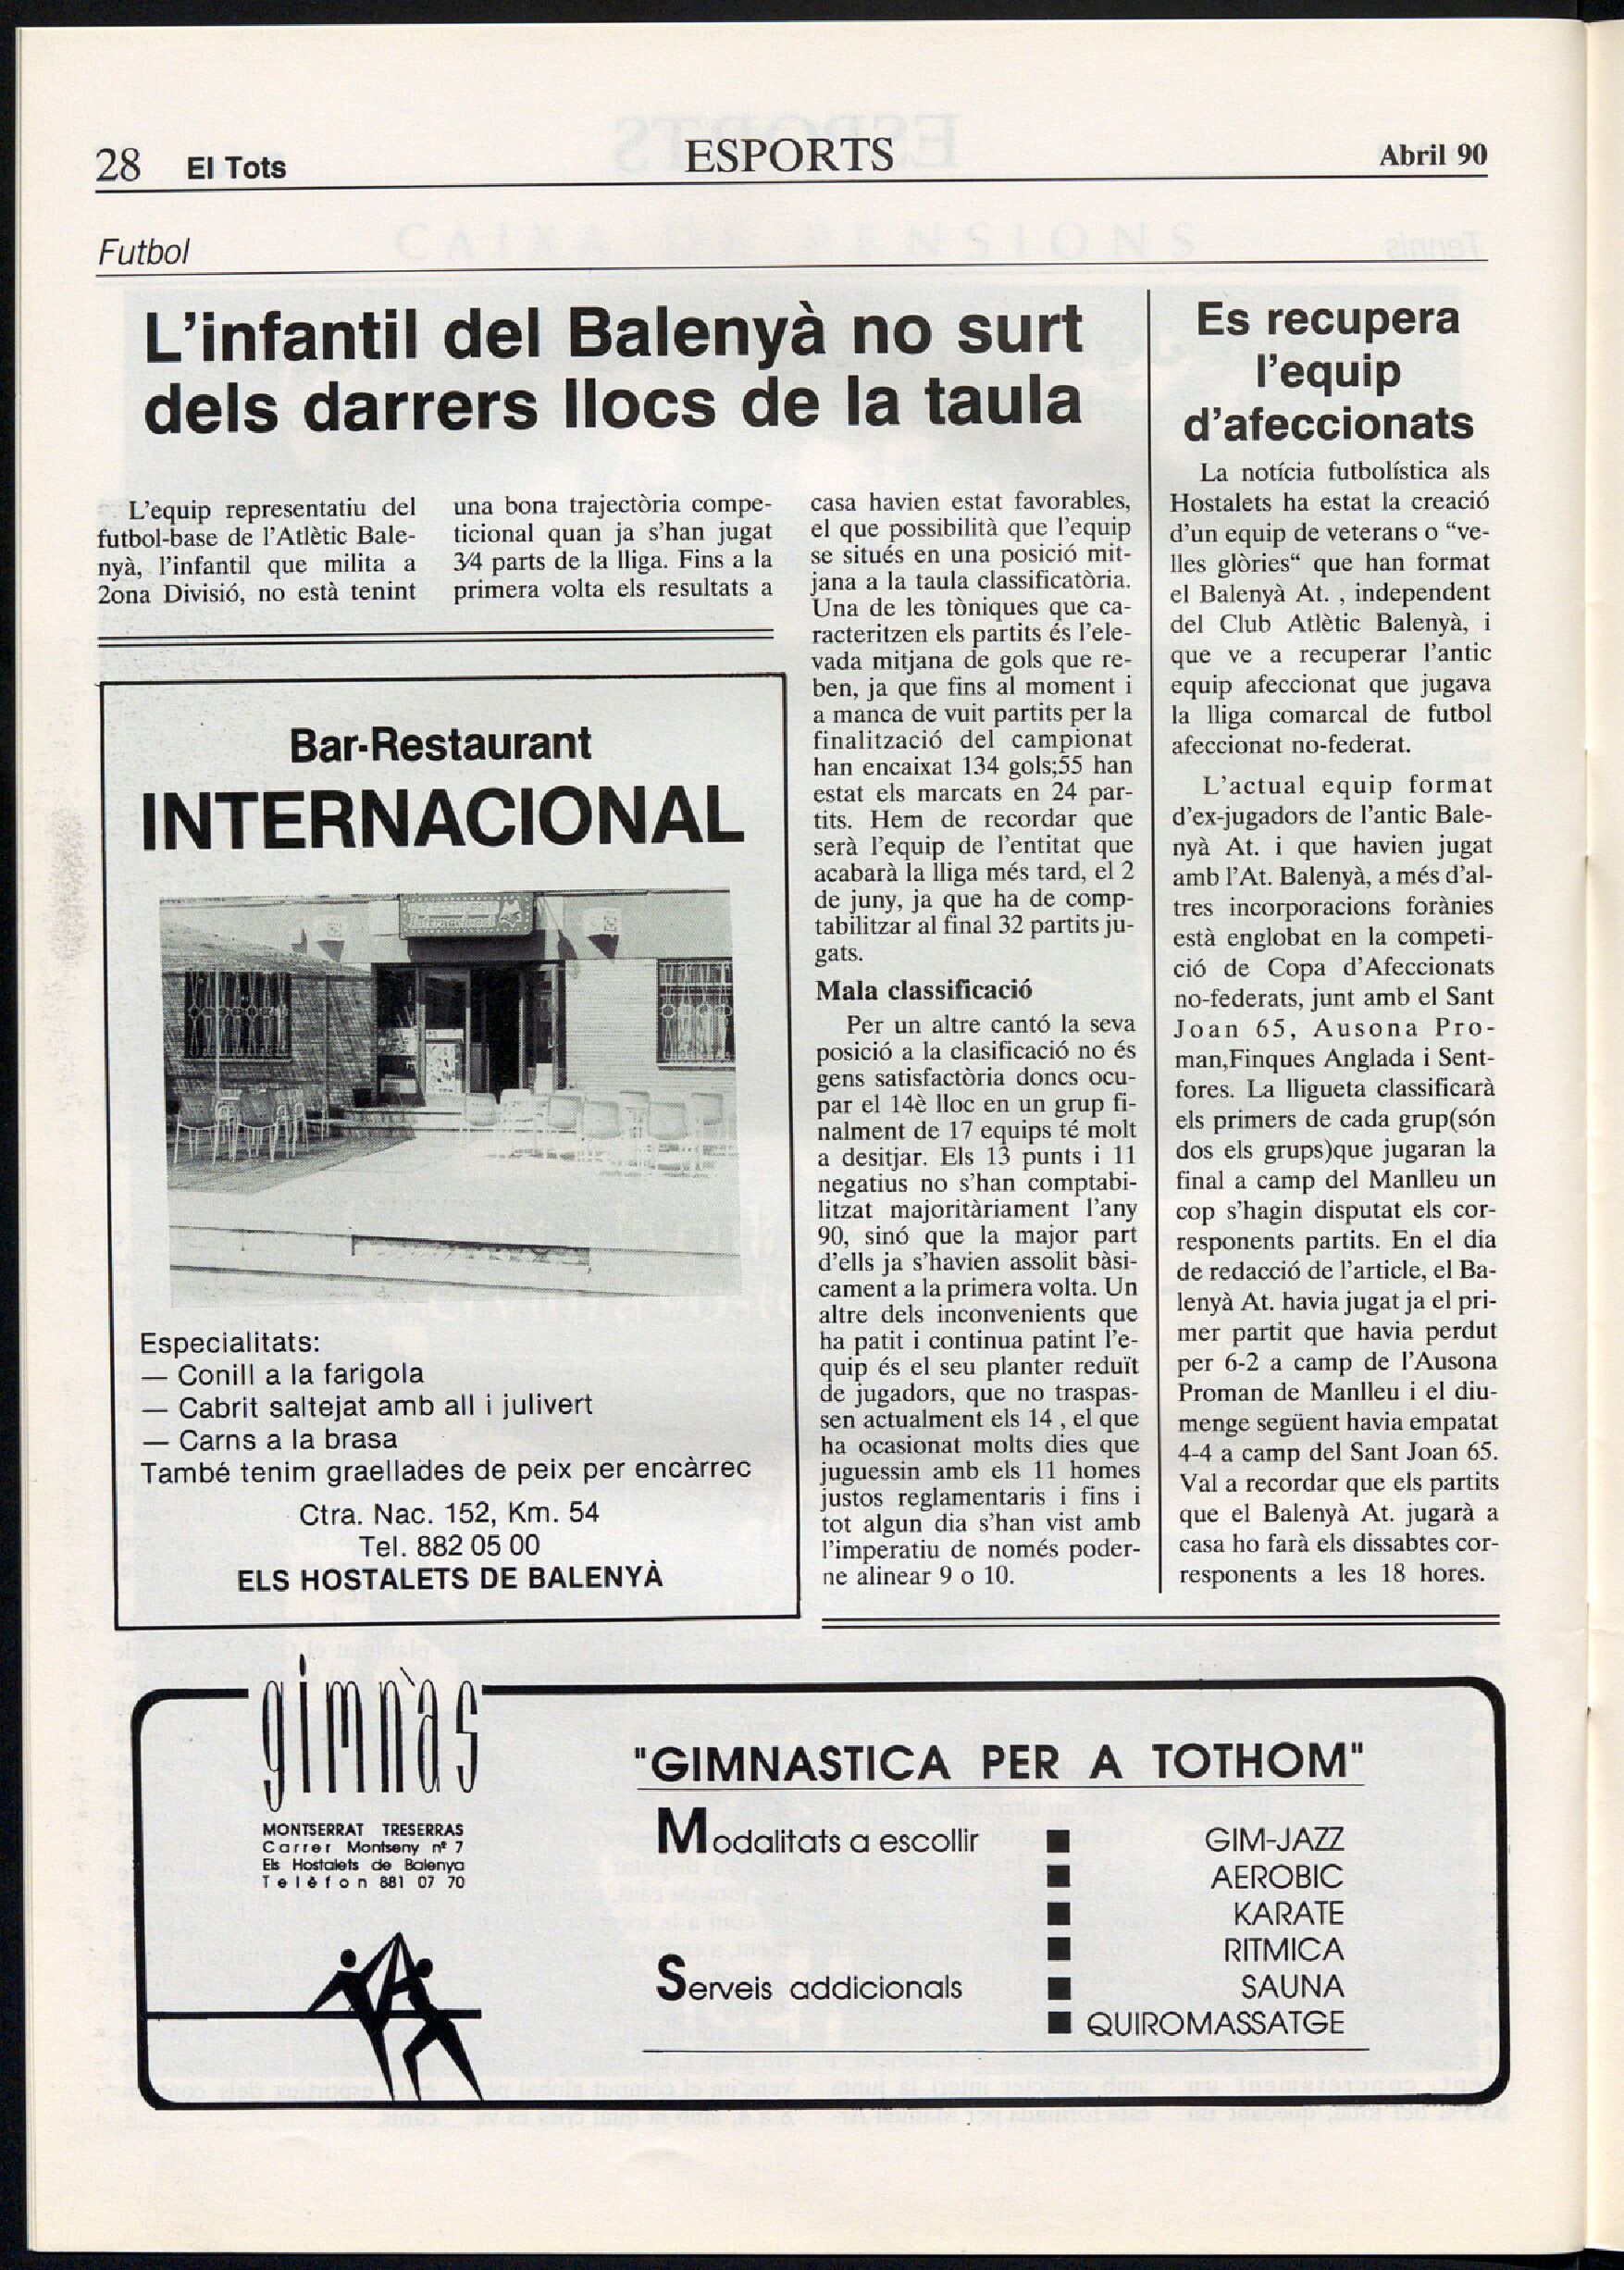 28 El Tots ESPORTS Abril 90
Futbol
L'infantil del Balenyà no surt
dels darrers llocs de la taula
L'equip representatiu del
futbol-base de l'Atlètic Bale-
nyà, l'infantil que milita a
2ona Divisió, no està tenint
una bona trajectòria compe-
ticional quan ja s'han jugat
3/4 parts de la lliga. Fins a la
primera volta els resultats a
casa havien estat favorables,
el que possibilità que l'equip
se situés en una posició mit-
jana a la taula classificatòria.
Una de les tòniques que ca-
racteritzen els partits és l'ele-
vada mitjana de gols que re-
ben, ja que fins al moment i
a manca de vuit partits per la
finalització del campionat
han encaixat 134 gols;55 han
estat els marcats en 24 par-
tits. Hem de recordar que
serà l'equip de l'entitat que
acabarà la lliga més tard, el 2
de juny, ja que ha de comp-
tabilitzar al final 32 partits ju-
gats.
Mala classificació
Per un altre cantó la seva
posició a la clasificació no és
gens satisfactòria doncs ocu-
par el 14è lloc en un grup fi-
nalment de 17 equips té molt
a desitjar. Els 13 punts i 11
negatius no s'han comptabi-
litzat majoritàriament l'any
90, sinó que la major part
d'ells ja s'havien assolit bàsi-
cament a la primera volta. Un
altre dels inconvenients que
ha patit i continua patint l'e-
quip és el seu planter reduït
de jugadors, que no traspas-
sen actualment els 14 , el que
ha ocasionat molts dies que
juguessin amb els 11 homes
justos reglamentaris i fins i
tot algun dia s'han vist amb
l'imperatiu de només poder-
ne alinear 9 o 10.
Es recupera
l'equip
d'afeccionats
La notícia futbolística als
Hostalets ha estat la creació
d'un equip de veterans o “ve-
lles glòries“ que han format
el Balenyà At. , independent
del Club Atlètic Balenyà, i
que ve a recuperar l'antic
equip afeccionat que jugava
la lliga comarcal de futbol
afeccionat no-federat.
L'actual equip format
d'ex-jugadors de l'antic Bale-
nyà At. i que havien jugat
amb l'At. Balenyà, a més d'al-
tres incorporacions forànies
està englobat en la competi-
ció de Copa d'Afeccionats
no-federats, junt amb el Sant
Joan 65, Ausona Pro-
man,Finques Anglada i Sent-
fores. La lligueta classificarà
els primers de cada grup(són
dos els grups)que jugaran la
final a camp del Manlleu un
cop s'hagin disputat els cor-
responents partits. En el dia
de redacció de l'article, el Ba-
lenyà At. havia jugat ja el pri-
mer partit que havia perdut
per 6-2 a camp de l'Ausona
Proman de Manlleu i el diu-
menge següent havia empatat
4-4 a camp del Sant Joan 65.
Val a recordar que els partits
que el Balenyà At. jugarà a
casa ho farà els dissabtes cor-
responents a les 18 hores.
Bar-Restaurant
INTERNACIONAL
Especialitats:
— Conill a la farigola
— Cabrit saltejat amb all i julivert
— Carns a la brasa
També tenim graellades de peix per encàrrec
Ctra. Nac. 152, Km. 54
Tel. 882 05 00
ELS HOSTALETS DE BALENYÀ
gimnàs
MONTSERRAT TRESERRAS
Carrer Montseny nº 7
Els Hostalets de Balenya
Telèfon 881 07 70
"GIMNASTICA PER A TOTHOM"
Modalitats a escollir
■ GIM-JAZZ
■ AEROBIC
■ KARATE
■ RITMICA
Serveis addicionals
■ SAUNA
■ QUIROMASSATGE